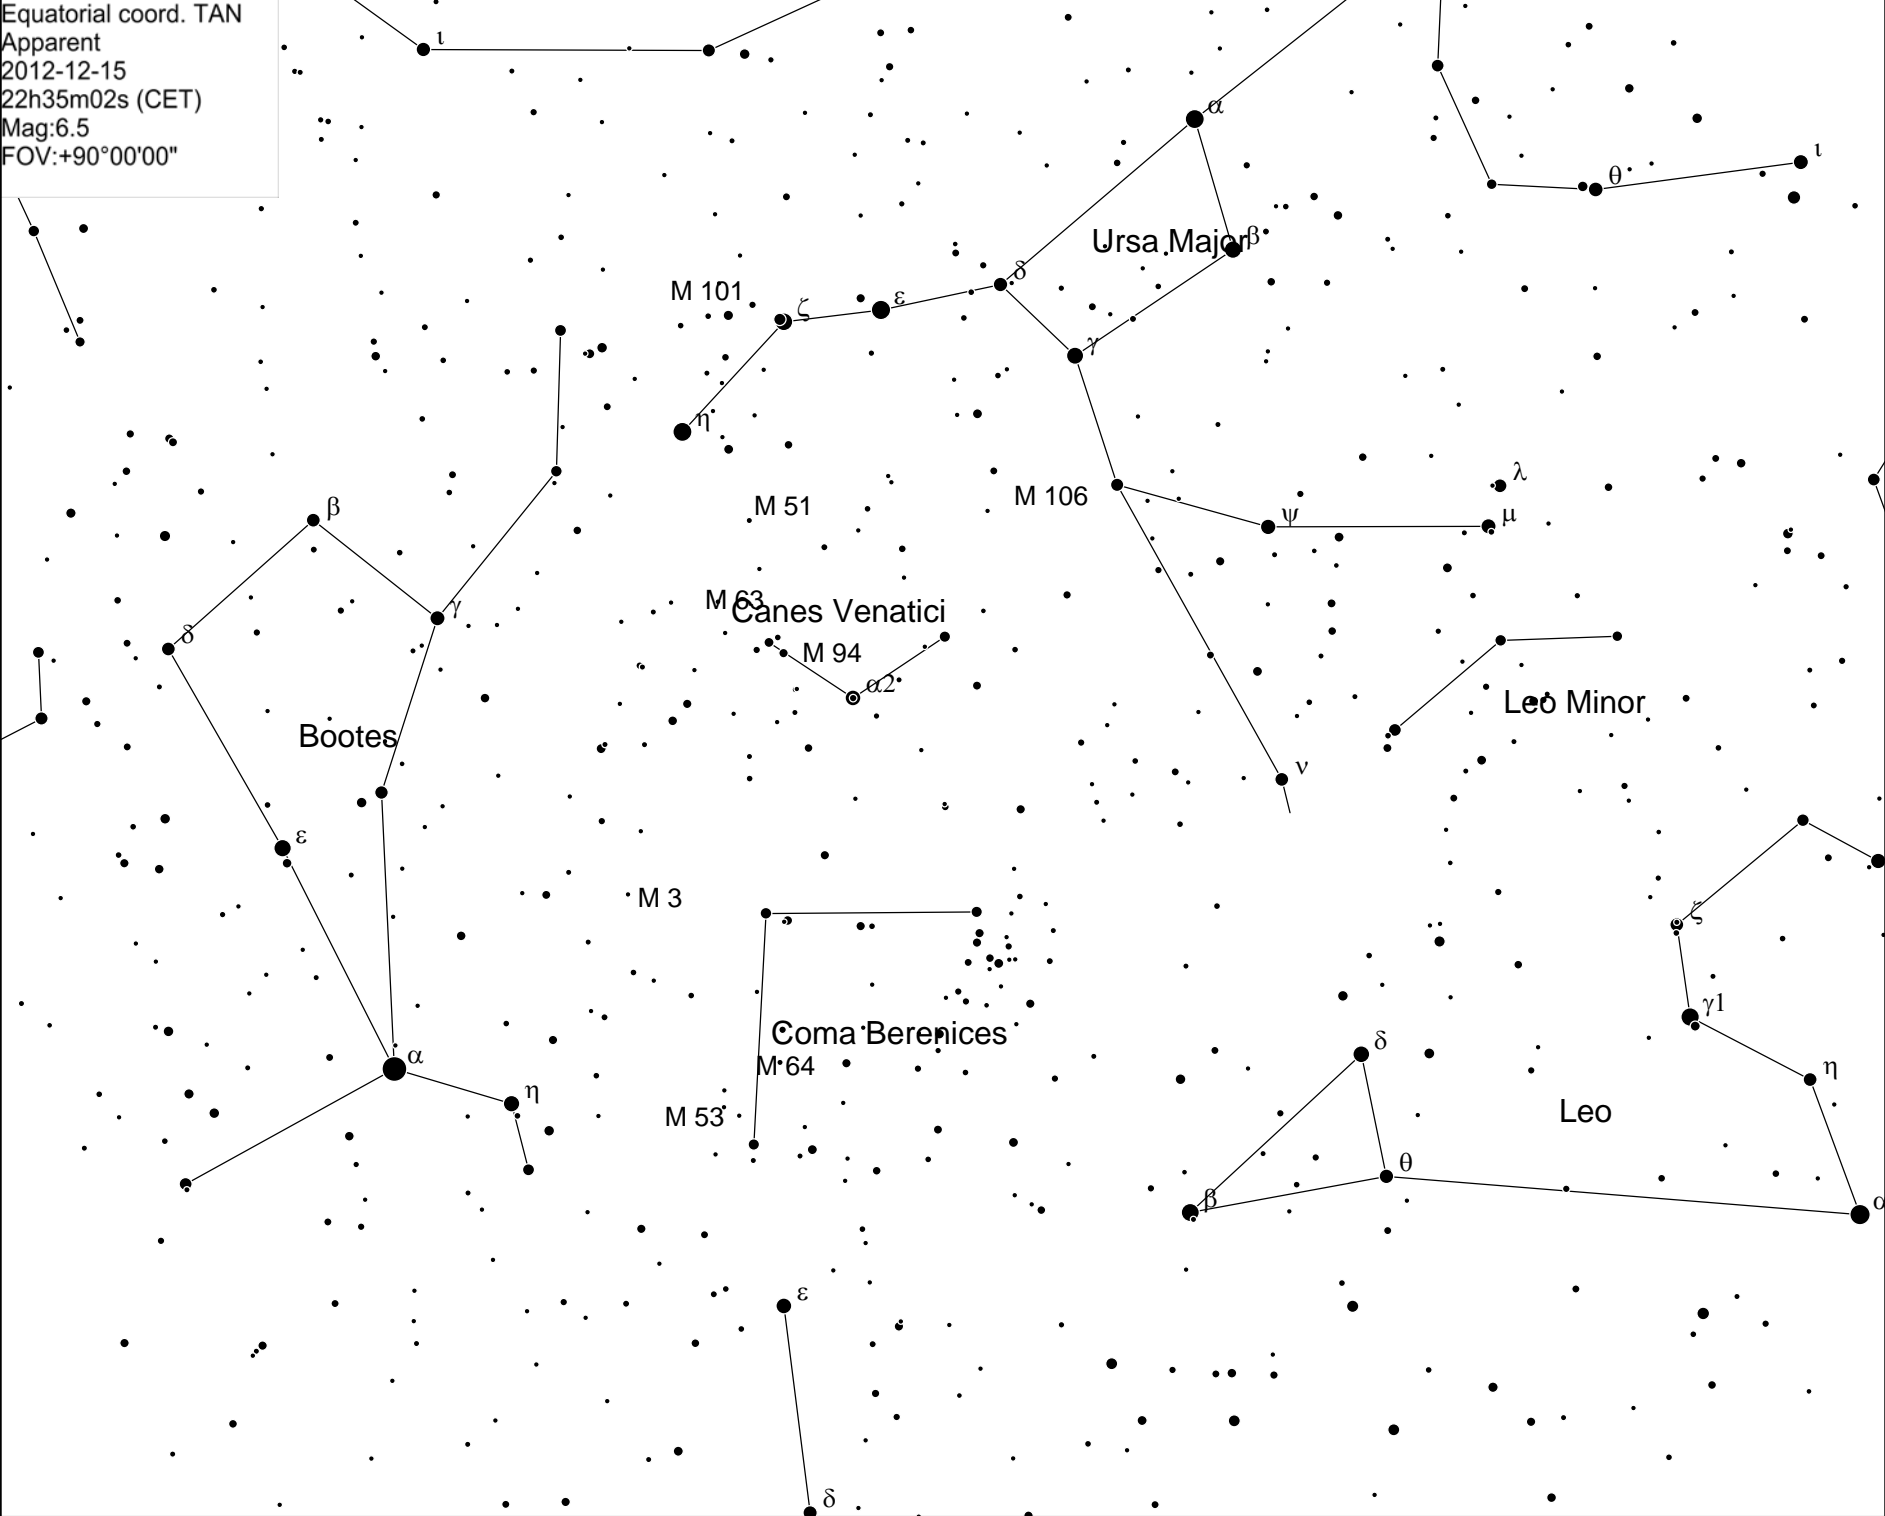 Equatorial coord. TAN
Apparent
2012-12-15
22h35m02s (CET)
Mag:6.5
FOV:+90°00'00"
ι
α
θ
ι
Ursa Major
β
δ
M 101
ζ
ε
γ
η
λ
M 106
M 51
β
ψ
μ
M 63
Canes Venatici
γ
δ
M 94
α2
Leo Minor
Bootes
ν
ε
M 3
ζ
γ1
Coma Berenices
δ
α
M 64
η
η
Leo
M 53
θ
β
α
ε
δ